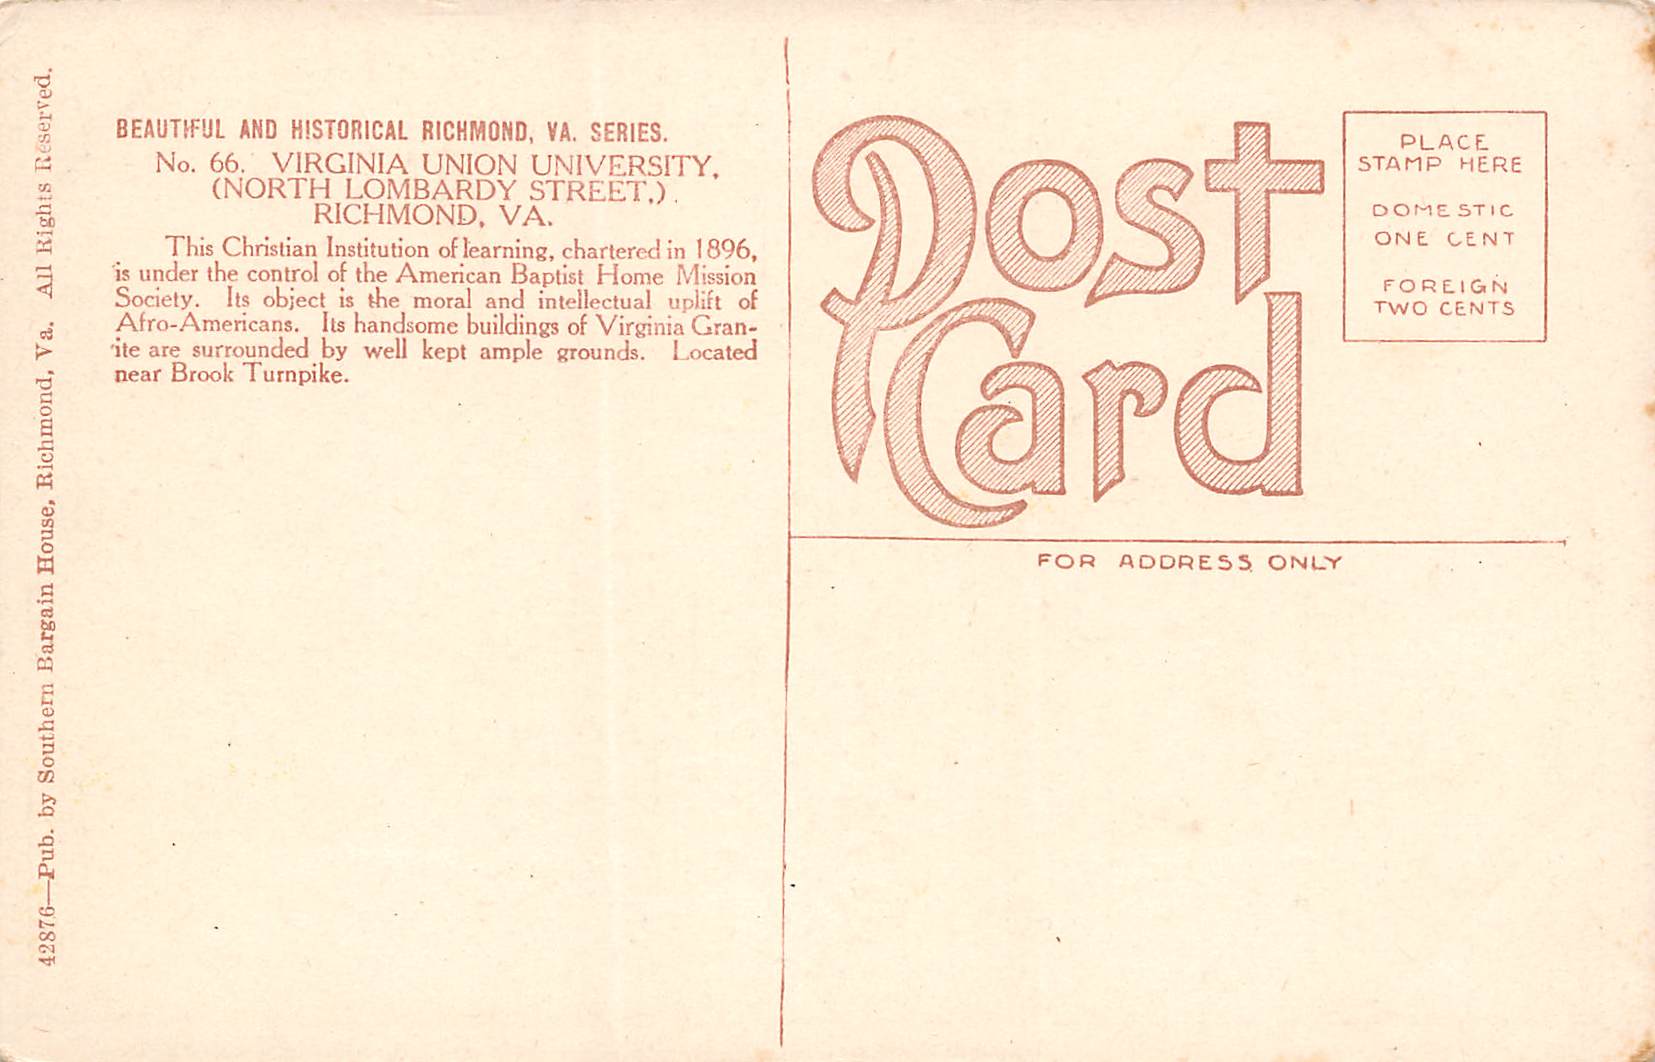 BEAUTIFUL AND HISTORICAL RICHMOND, VA. SERIES.
No. 66. VIRGINIA UNION UNIVERSITY,
(NORTH LOMBARDY STREET,).
RICHMOND, VA.
This Christian Institution of learning, chartered in 1896,
is under the control of the American Baptist Home Mission
Society. Its object is the moral and intellectual uplift of
Afro-Americans. Its handsome buildings of Virginia Gran-
ite are surrounded by well kept ample grounds. Located
near Brook Turnpike.
42876—Pub. by Southern Bargain House, Richmond, Va. All Rights Reserved.
Post
Card
PLACE
STAMP HERE
DOMESTIC
ONE CENT
FOREIGN
TWO CENTS
FOR ADDRESS ONLY